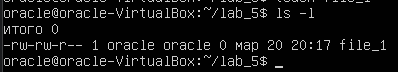 oracle@oracle-VirtualBox:~/lab_5$ ls -l
итого 0
-rw-rw-r-- 1 oracle oracle 0 мар 20 20:17 file_1
oracle@oracle-VirtualBox:~/lab_5$ _